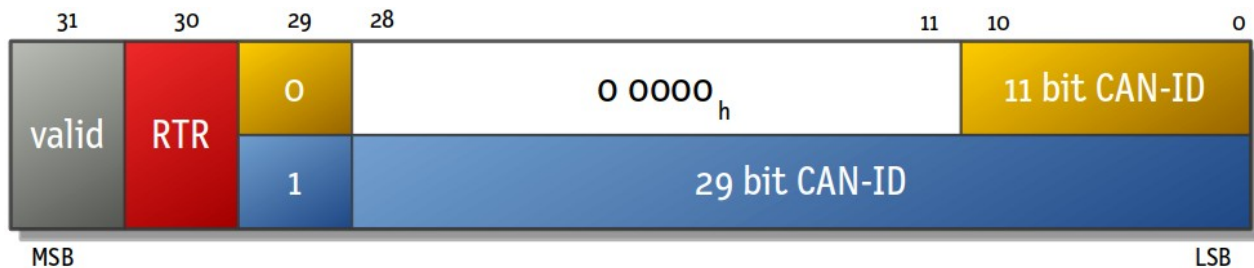 31 30 29 28 11 10 0
valid RTR 0 0 0000h 11 bit CAN-ID
1 29 bit CAN-ID
MSB LSB